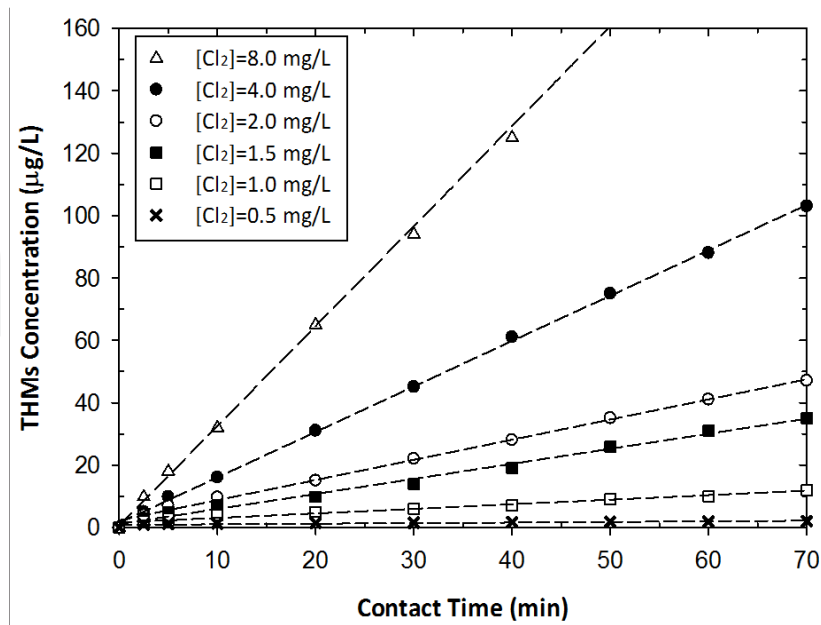 160
140
120
100
80
60
40
20
0
THMs Concentration (µg/L)
[Cl₂]=8.0 mg/L
[Cl₂]=4.0 mg/L
[Cl₂]=2.0 mg/L
[Cl₂]=1.5 mg/L
[Cl₂]=1.0 mg/L
[Cl₂]=0.5 mg/L
0 10 20 30 40 50 60 70
Contact Time (min)